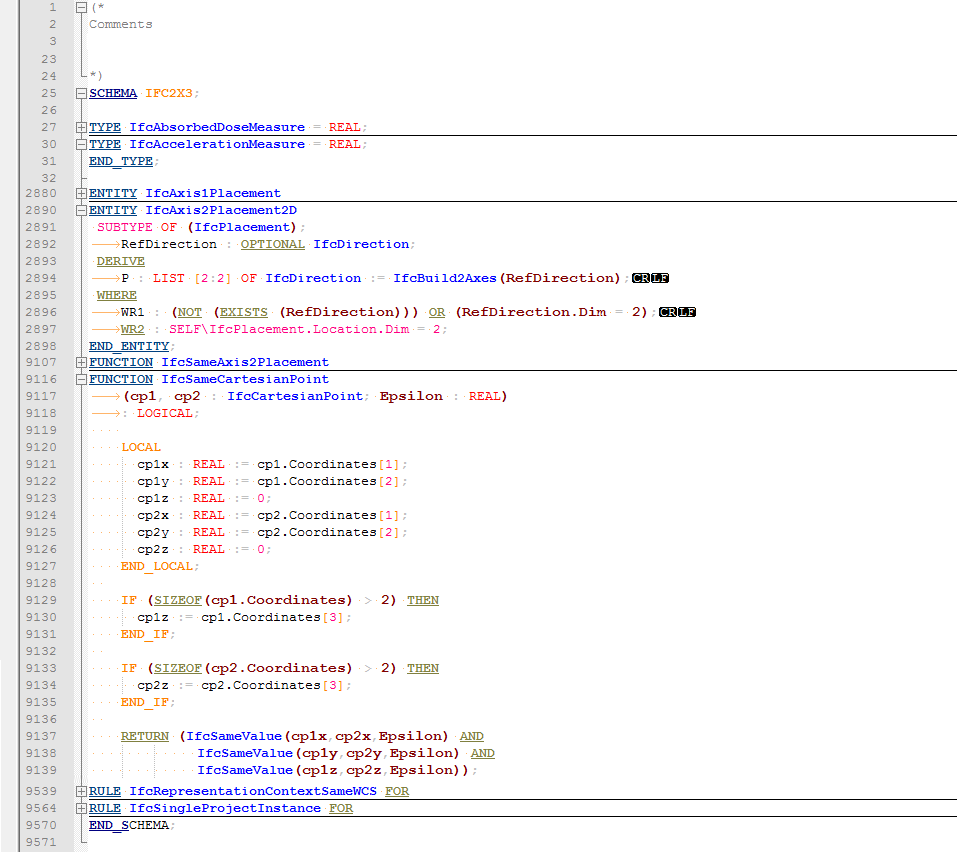 1 (*
2 Comments
3
23
24 *)
25 SCHEMA IFC2X3;
26
27 TYPE IfcAbsorbedDoseMeasure = REAL;
30 TYPE IfcAccelerationMeasure = REAL;
31 END_TYPE;
32
2880 ENTITY IfcAxis1Placement
2890 ENTITY IfcAxis2Placement2D
2891 SUBTYPE OF (IfcPlacement);
2892 RefDirection : OPTIONAL IfcDirection;
2893 DERIVE
2894 P : LIST [2:2] OF IfcDirection := IfcBuild2Axes(RefDirection);CRLF
2895 WHERE
2896 WR1 : (NOT (EXISTS (RefDirection))) OR (RefDirection.Dim = 2);CRLF
2897 WR2 : SELF\IfcPlacement.Location.Dim = 2;
2898 END_ENTITY;
9107 FUNCTION IfcSameAxis2Placement
9116 FUNCTION IfcSameCartesianPoint
9117 (cp1, cp2 : IfcCartesianPoint; Epsilon : REAL)
9118 : LOGICAL;
9119
9120 LOCAL
9121 cp1x : REAL := cp1.Coordinates[1];
9122 cp1y : REAL := cp1.Coordinates[2];
9123 cp1z : REAL := 0;
9124 cp2x : REAL := cp2.Coordinates[1];
9125 cp2y : REAL := cp2.Coordinates[2];
9126 cp2z : REAL := 0;
9127 END_LOCAL;
9128
9129 IF (SIZEOF(cp1.Coordinates) > 2) THEN
9130 cp1z := cp1.Coordinates[3];
9131 END_IF;
9132
9133 IF (SIZEOF(cp2.Coordinates) > 2) THEN
9134 cp2z := cp2.Coordinates[3];
9135 END_IF;
9136
9137 RETURN (IfcSameValue(cp1x,cp2x,Epsilon) AND
9138 IfcSameValue(cp1y,cp2y,Epsilon) AND
9139 IfcSameValue(cp1z,cp2z,Epsilon));
9539 RULE IfcRepresentationContextSameWCS FOR
9564 RULE IfcSingleProjectInstance FOR
9570 END_SCHEMA;
9571